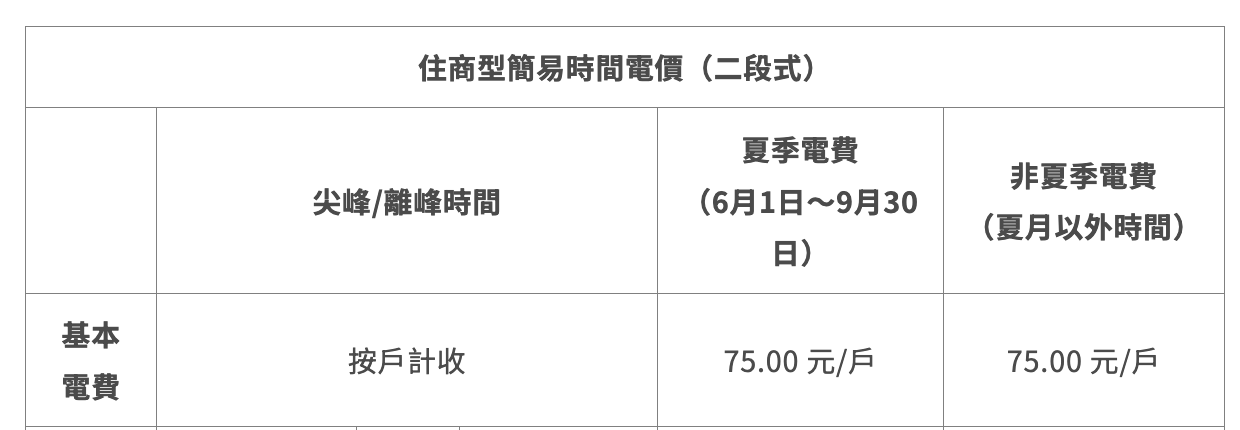 住商型簡易時間電價（二段式）
尖峰/離峰時間
夏季電費
（6月1日～9月30
日）
非夏季電費
（夏月以外時間）
基本
電費
按戶計收
75.00 元/戶
75.00 元/戶